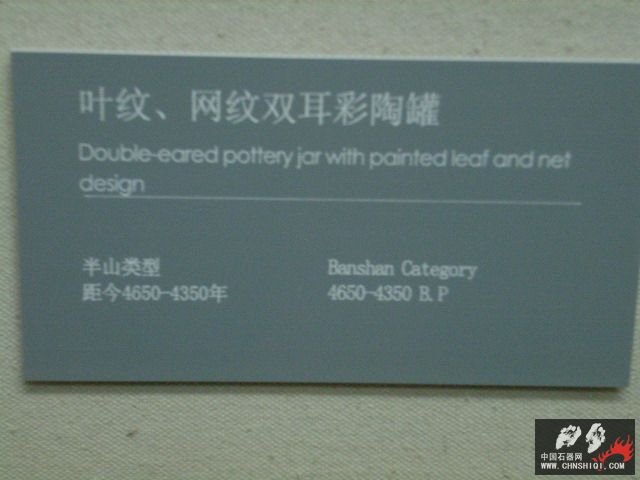 叶纹、网纹双耳彩陶罐
Double-eared pottery jar with painted leaf and net
design
半山类型
距今4650-4350年
Banshan Category
4650-4350 B.P
中国石器网
WWW.CHNSHIQI.COM